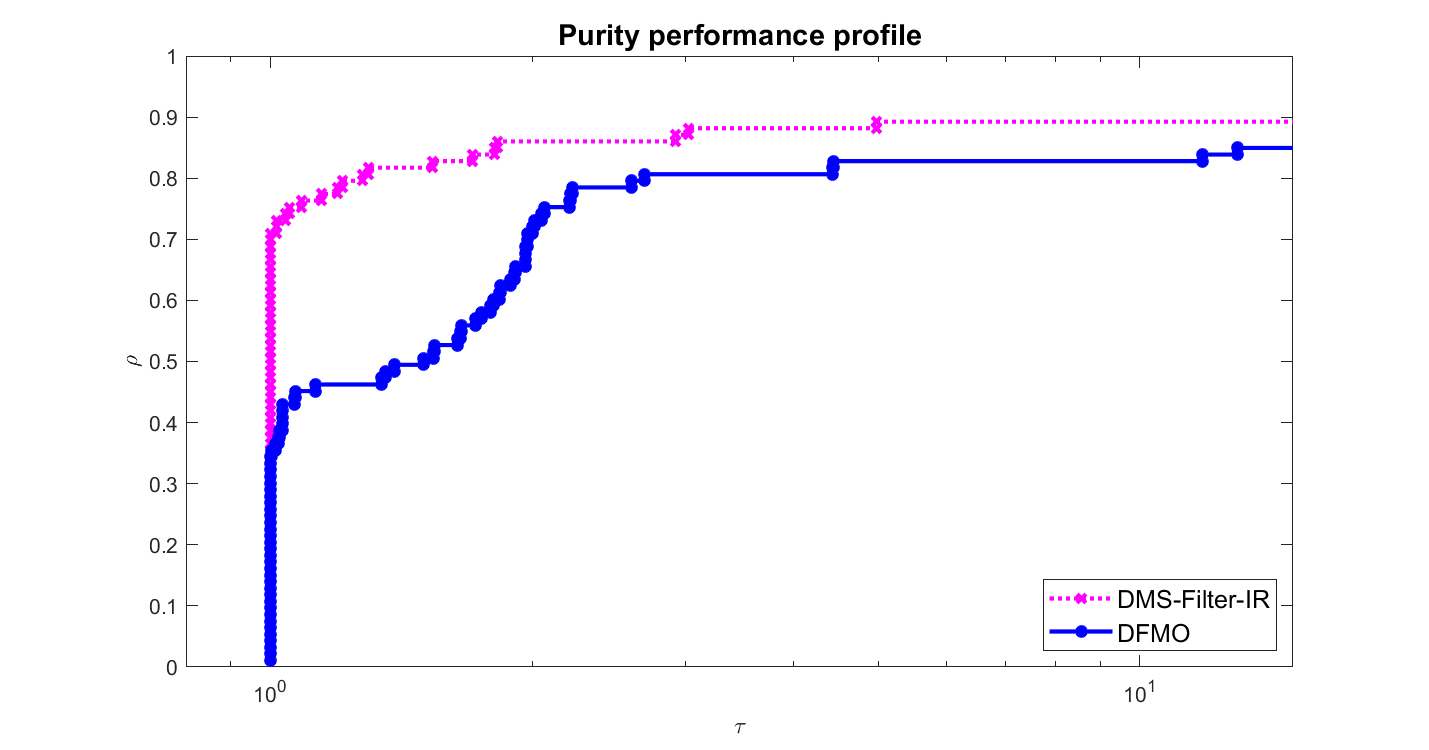 Purity performance profile
1
0.9
0.8
0.7
0.6
0.5
0.4
0.3
0.2
0.1
0
ρ
DMS-Filter-IR
DFMO
10⁰ 10¹
τ